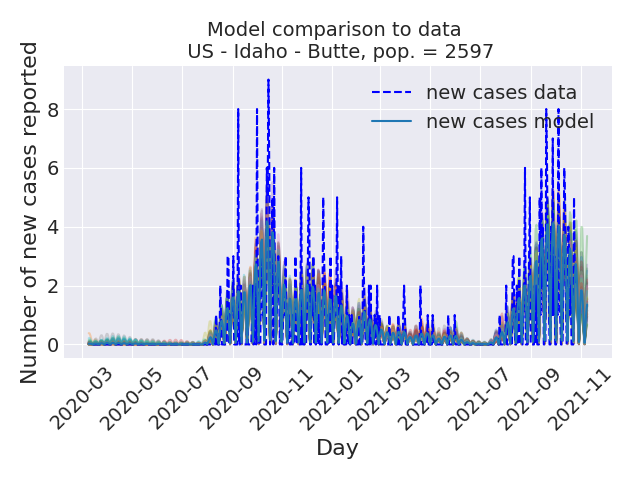 Model comparison to data
US - Idaho - Butte, pop. = 2597
new cases data
new cases model
Number of new cases reported
8
6
4
2
0
2020-03
2020-05
2020-07
2020-09
2020-11
2021-01
2021-03
2021-05
2021-07
2021-09
2021-11
Day